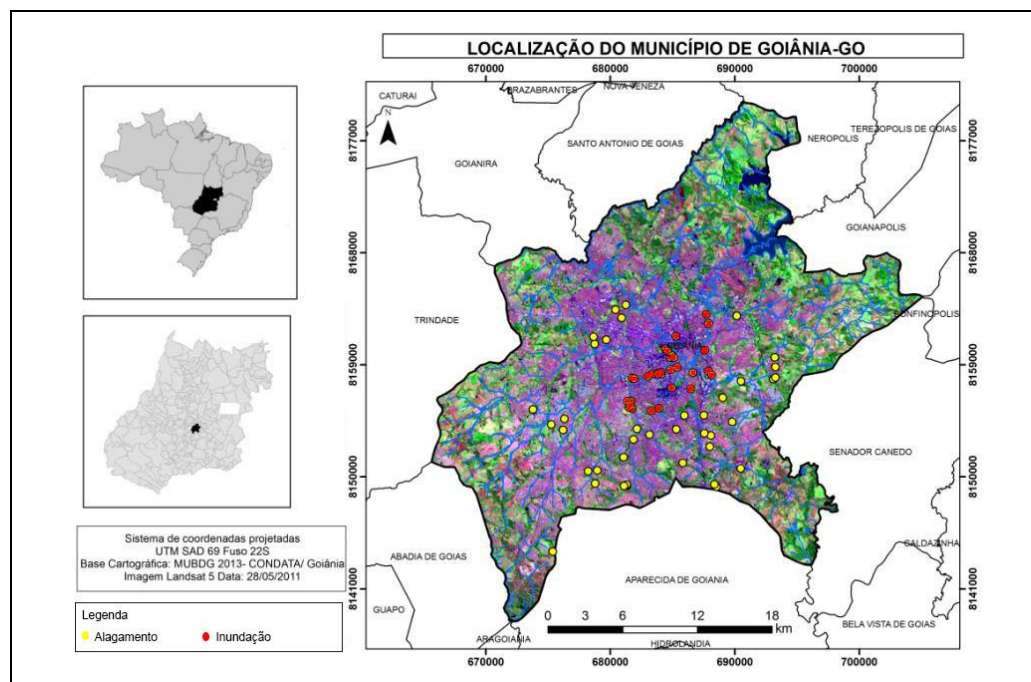 LOCALIZAÇÃO DO MUNICÍPIO DE GOIÂNIA-GO
670000 680000 690000 700000
CATURAI
BRAZABRANTES
NOVA VENEZA
N
GOIANIRA
SANTO ANTONIO DE GOIAS
NEROPOLIS
TEREZOPOLIS DE GOIAS
8177000
8177000
GOIANAPOLIS
8168000
8168000
TRINDADE
BONFINOPOLIS
GOIANIA
8159000
8159000
SENADOR CANEDO
8150000
8150000
ABADIA DE GOIAS
CALDAZINHA
APARECIDA DE GOIANIA
8141000
8141000
GUAPO
0 3 6 12 18
km
BELA VISTA DE GOIAS
ARAGOIANIA
HIDROLANDIA
670000 680000 690000 700000
Sistema de coordenadas projetadas
UTM SAD 69 Fuso 22S
Base Cartográfica: MUBDG 2013- CONDATA/ Goiânia
Imagem Landsat 5 Data: 28/05/2011
Legenda
Alagamento Inundação